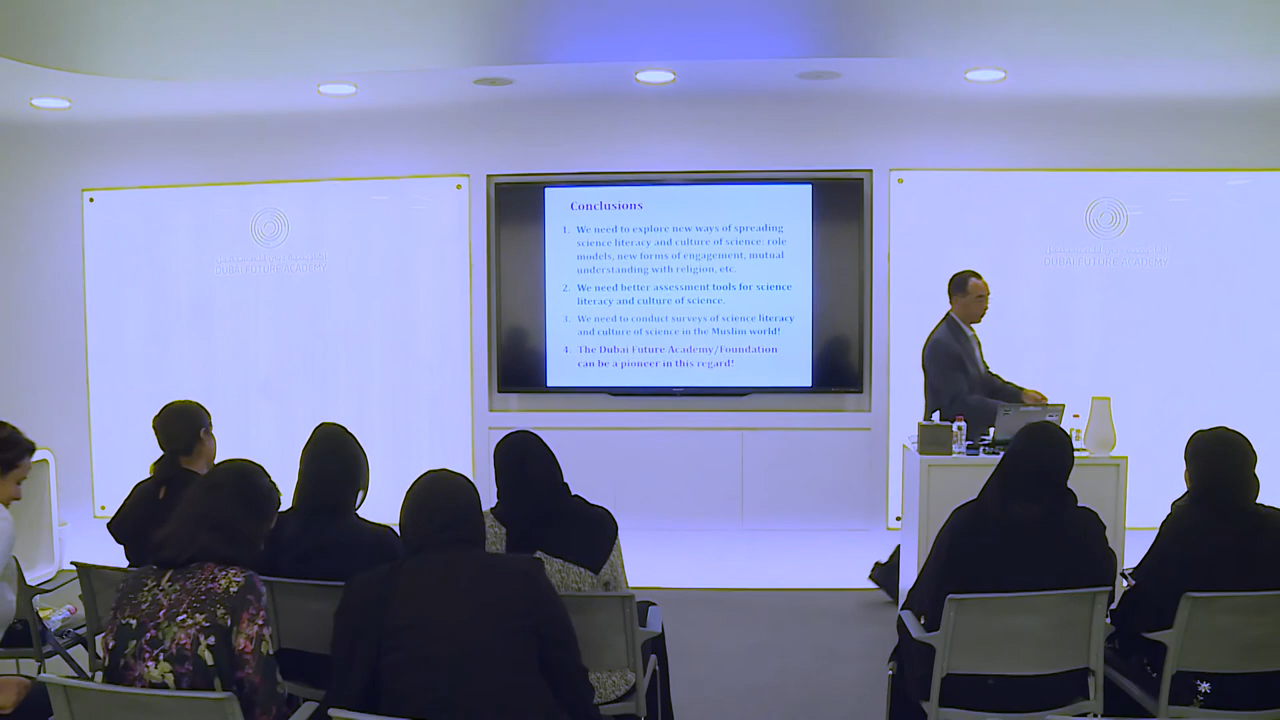 Conclusions
1. We need to explore new ways of spreading
science literacy and culture of science: role
models, new forms of engagement, mutual
understanding with religion, etc.
2. We need better assessment tools for science
literacy and culture of science.
3. We need to conduct surveys of science literacy
and culture of science in the Muslim world!
4. The Dubai Future Academy/Foundation
can be a pioneer in this regard!
DUBAI FUTURE ACADEMY
DUBAI FUTURE ACADEMY